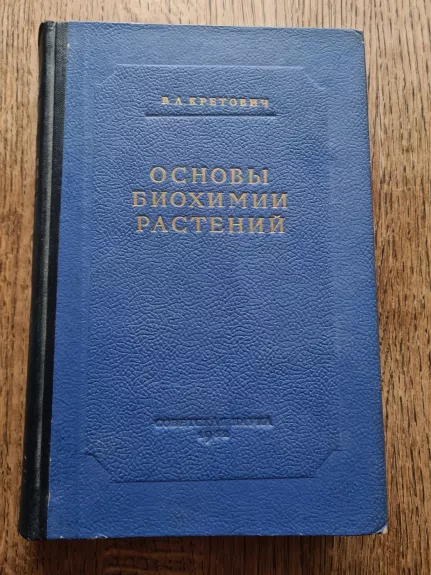 В.Л.КРЕТОВИЧ
ОСНОВЫ
БИОХИМИИ
РАСТЕНИЙ
СОВЕТСКАЯ НАУКА